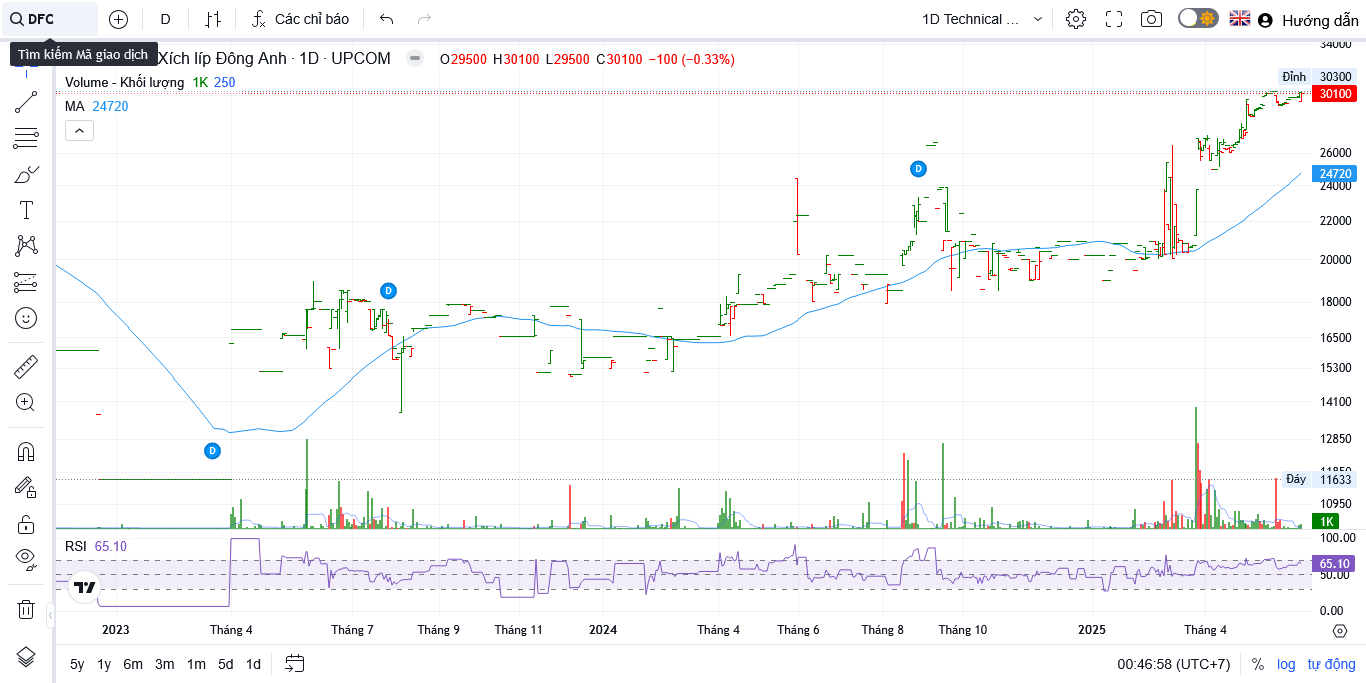 DFC
D
Các chỉ báo
1D Technical ...
Hướng dẫn
Tìm kiếm Mã giao dịch
Xích líp Đông Anh · 1D · UPCOM
O29500 H30100 L29500 C30100 −100 (−0.33%)
Volume - Khối lượng 1K 250
MA 24720
34000
Đỉnh 30300
30100
26000
24720
24000
22000
20000
18000
16500
15300
14100
12850
11850
Đáy 11633
10950
1K
D
D
D
RSI 65.10
100.00
65.10
50.00
0.00
2023 Tháng 4 Tháng 7 Tháng 9 Tháng 11 2024 Tháng 4 Tháng 6 Tháng 8 Tháng 10 2025 Tháng 4
5y 1y 6m 3m 1m 5d 1d
00:46:58 (UTC+7) % log tự động